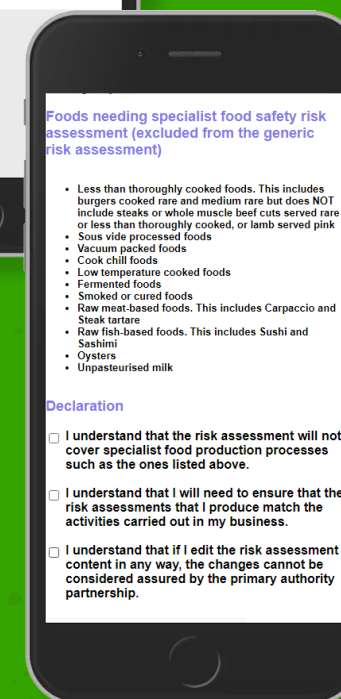 Foods needing specialist food safety risk
assessment (excluded from the generic
risk assessment)
Less than thoroughly cooked foods. This includes
burgers cooked rare and medium rare but does NOT
include steaks or whole muscle beef cuts served rare
or less than thoroughly cooked, or lamb served pink
Sous vide processed foods
Vacuum packed foods
Cook chill foods
Low temperature cooked foods
Fermented foods
Smoked or cured foods
Raw meat-based foods. This includes Carpaccio and
Steak tartare
Raw fish-based foods. This includes Sushi and
Sashimi
Oysters
Unpasteurised milk
Declaration
I understand that the risk assessment will not
cover specialist food production processes
such as the ones listed above.
I understand that I will need to ensure that the
risk assessments that I produce match the
activities carried out in my business.
I understand that if I edit the risk assessment
content in any way, the changes cannot be
considered assured by the primary authority
partnership.